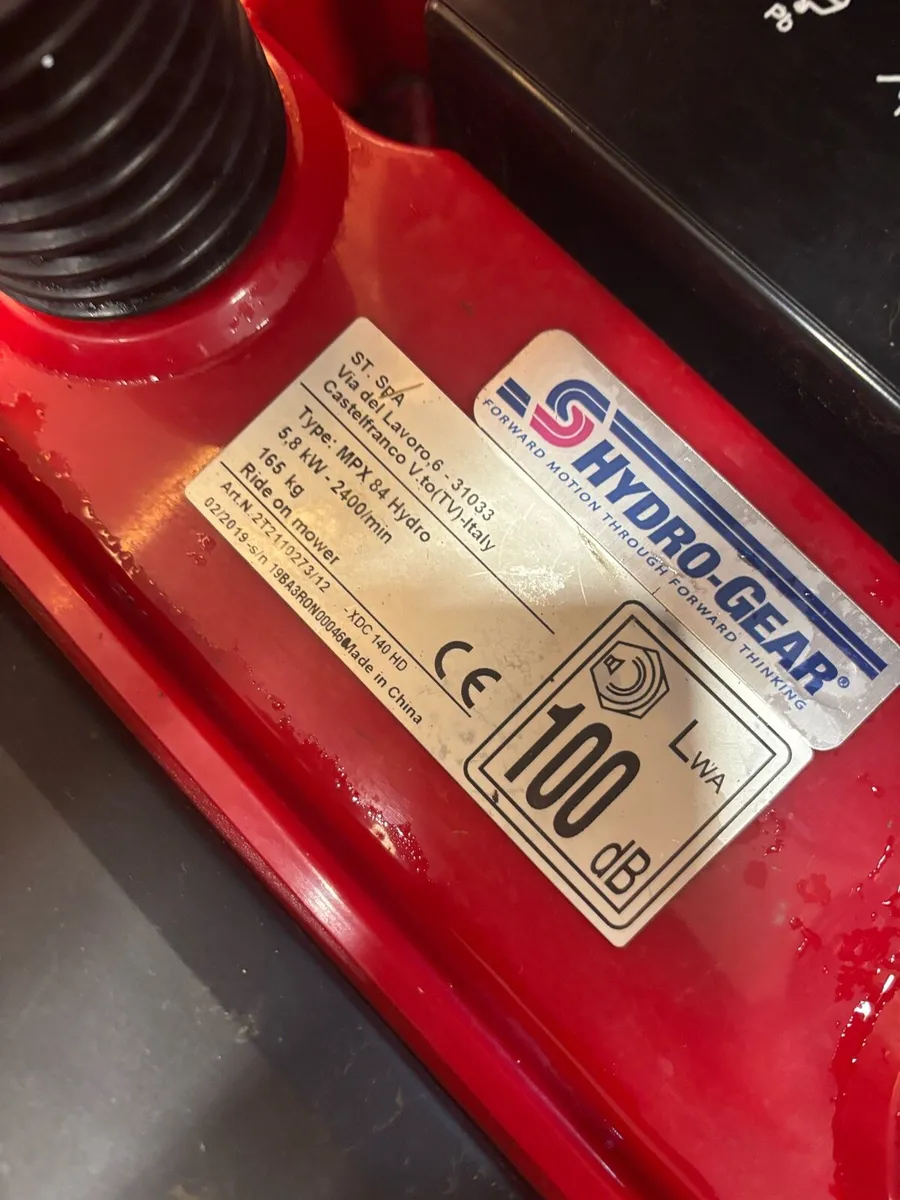 ST. SpA
Via del Lavoro,6 - 31033
Castelfranco V.to(TV)-Italy
Type: MPX 84 Hydro
5,8 kW - 2400/min
165 kg
Ride on mower
Art.N.2T2110273/12 -XDC 140 HD
02/2019-s/n 19BA3RON000460 Made in China
CE
LWA
100
dB
HYDRO-GEAR®
FORWARD MOTION THROUGH FORWARD THINKING